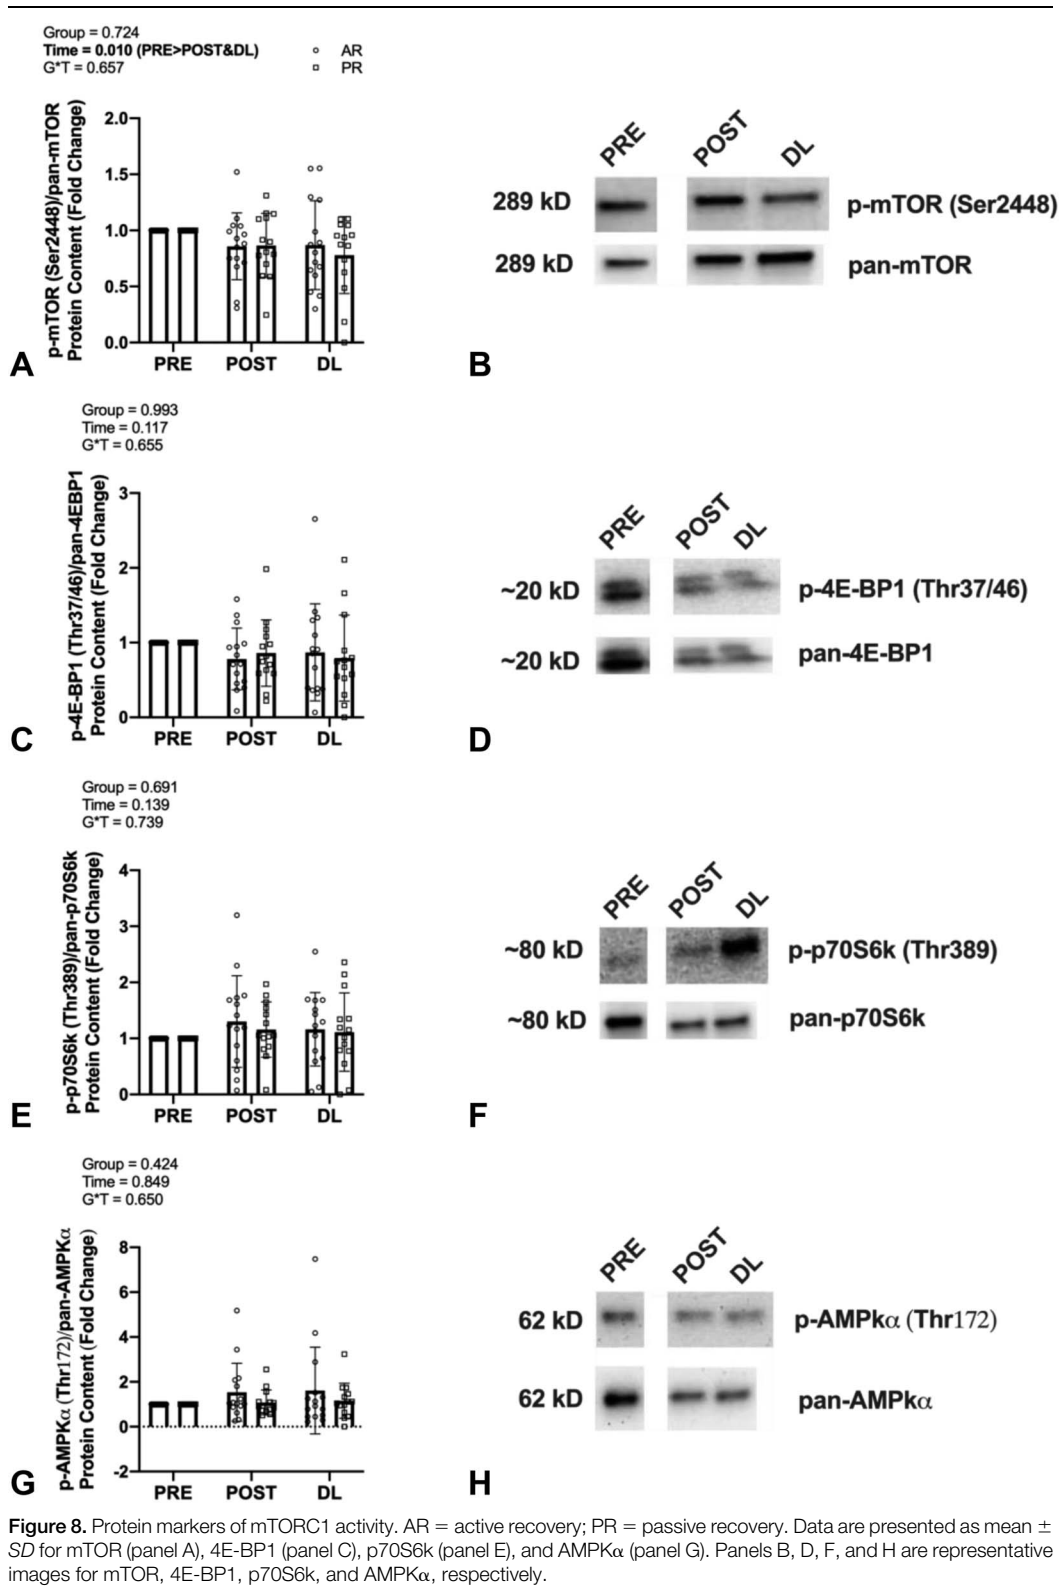 Group = 0.724
Time = 0.010 (PRE>POST&DL)
G*T = 0.657
AR
PR
p-mTOR (Ser2448)/pan-mTOR
Protein Content (Fold Change)
2.0
1.5
1.0
0.5
0.0
PRE POST DL
A
PRE POST DL
289 kD p-mTOR (Ser2448)
289 kD pan-mTOR
B
Group = 0.993
Time = 0.117
G*T = 0.655
p-4E-BP1 (Thr37/46)/pan-4EBP1
Protein Content (Fold Change)
3
2
1
0
PRE POST DL
C
PRE POST DL
~20 kD p-4E-BP1 (Thr37/46)
~20 kD pan-4E-BP1
D
Group = 0.691
Time = 0.139
G*T = 0.739
p-p70S6k (Thr389)/pan-p70S6k
Protein Content (Fold Change)
4
3
2
1
0
PRE POST DL
E
PRE POST DL
~80 kD p-p70S6k (Thr389)
~80 kD pan-p70S6k
F
Group = 0.424
Time = 0.849
G*T = 0.650
p-AMPKα (Thr172)/pan-AMPKα
Protein Content (Fold Change)
8
6
4
2
0
-2
PRE POST DL
G
PRE POST DL
62 kD p-AMPkα (Thr172)
62 kD pan-AMPkα
H
Figure 8. Protein markers of mTORC1 activity. AR = active recovery; PR = passive recovery. Data are presented as mean ±
SD for mTOR (panel A), 4E-BP1 (panel C), p70S6k (panel E), and AMPKα (panel G). Panels B, D, F, and H are representative
images for mTOR, 4E-BP1, p70S6k, and AMPKα, respectively.